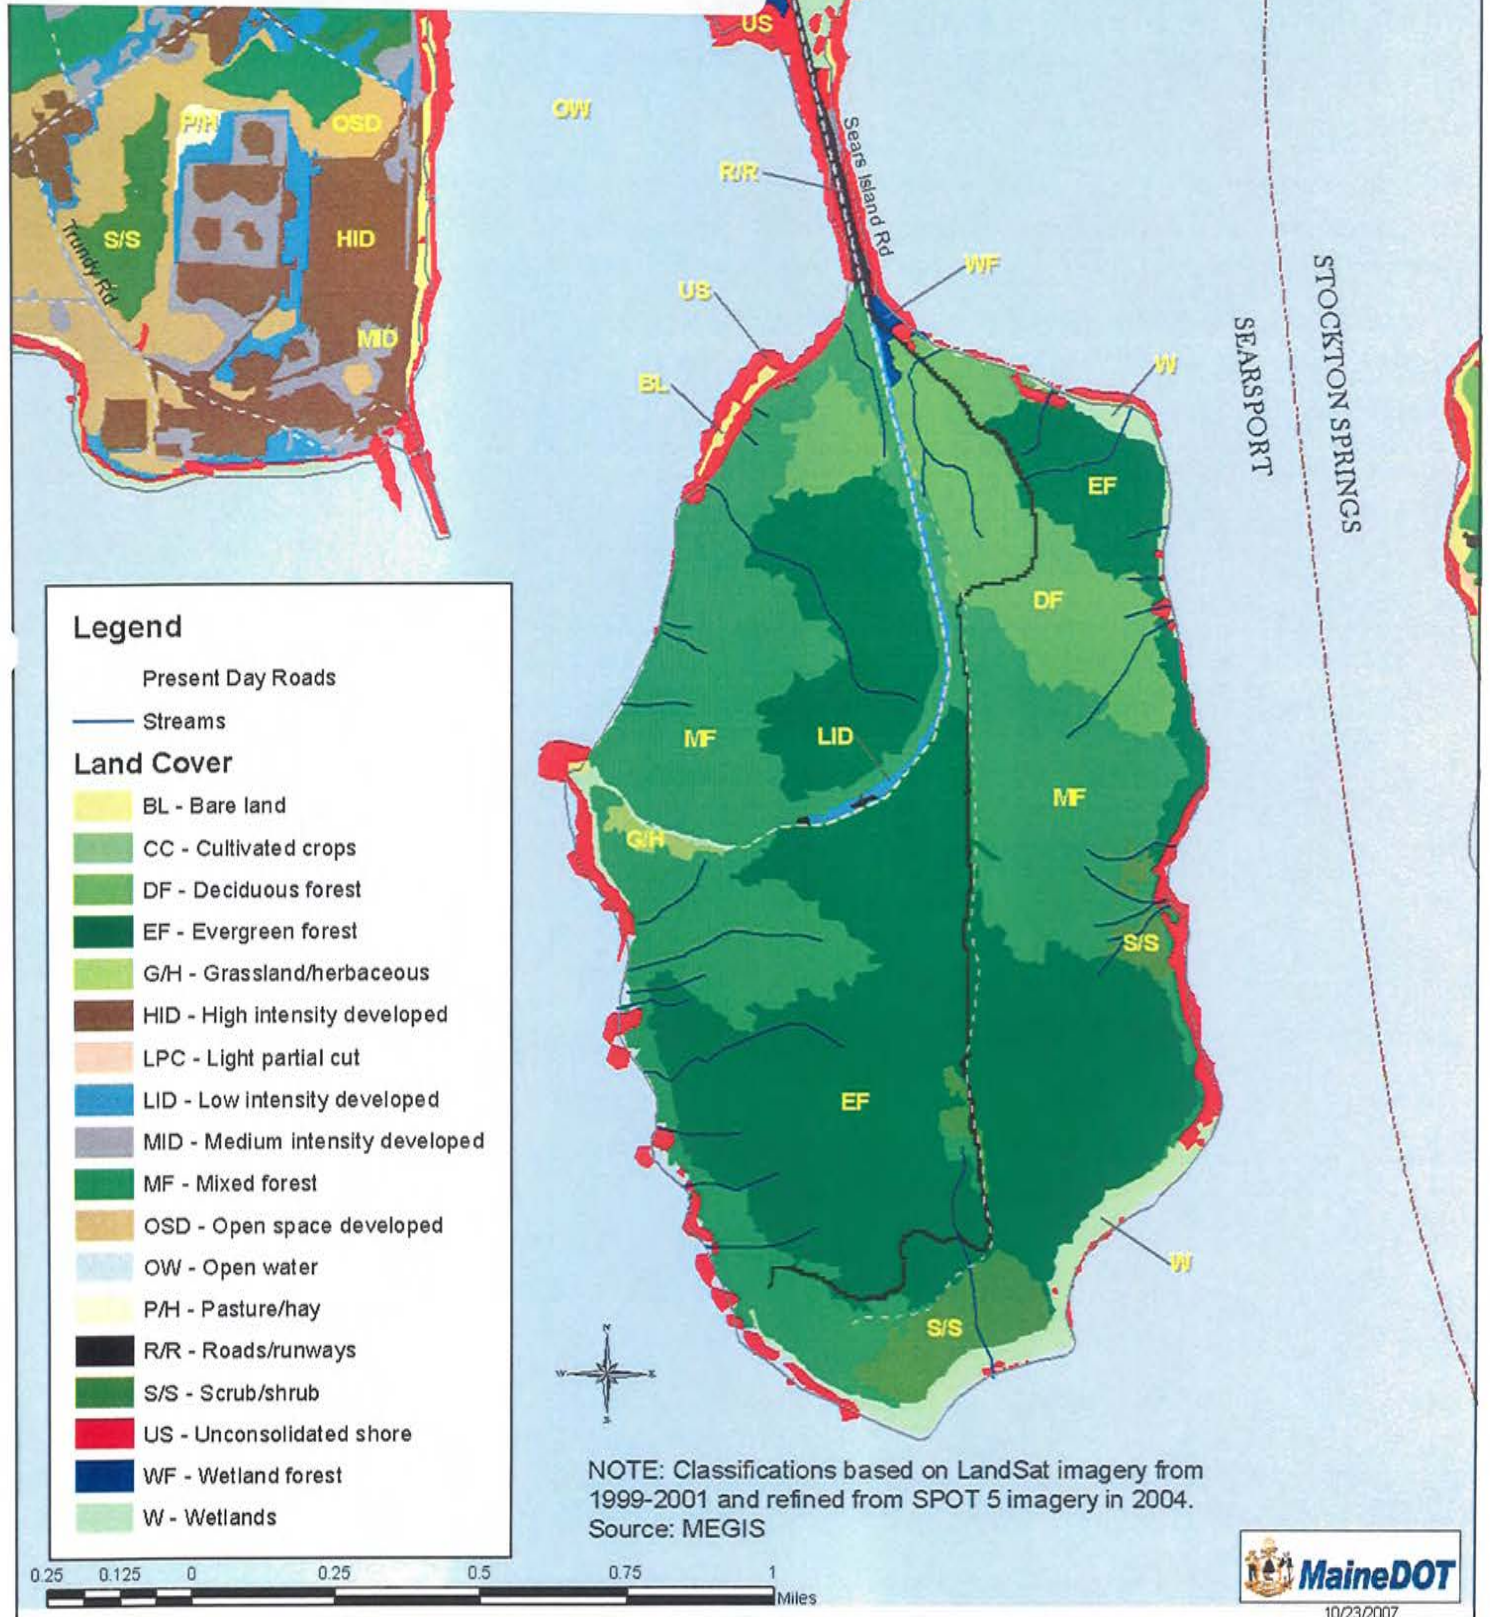 US
OW
P/H
OSD
R/R
Sears Island Rd
S/S
HID
Trundy Rd
WF
US
MID
BL
W
STOCKTON SPRINGS
SEARSPORT
EF
DF
MF
LID
MF
G/H
S/S
EF
W
S/S
Legend
Present Day Roads
Streams
Land Cover
BL - Bare land
CC - Cultivated crops
DF - Deciduous forest
EF - Evergreen forest
G/H - Grassland/herbaceous
HID - High intensity developed
LPC - Light partial cut
LID - Low intensity developed
MID - Medium intensity developed
MF - Mixed forest
OSD - Open space developed
OW - Open water
P/H - Pasture/hay
R/R - Roads/runways
S/S - Scrub/shrub
US - Unconsolidated shore
WF - Wetland forest
W - Wetlands
N
W E
S
NOTE: Classifications based on LandSat imagery from
1999-2001 and refined from SPOT 5 imagery in 2004.
Source: MEGIS
0.25 0.125 0 0.25 0.5 0.75 1
Miles
MaineDOT
10/23/2007